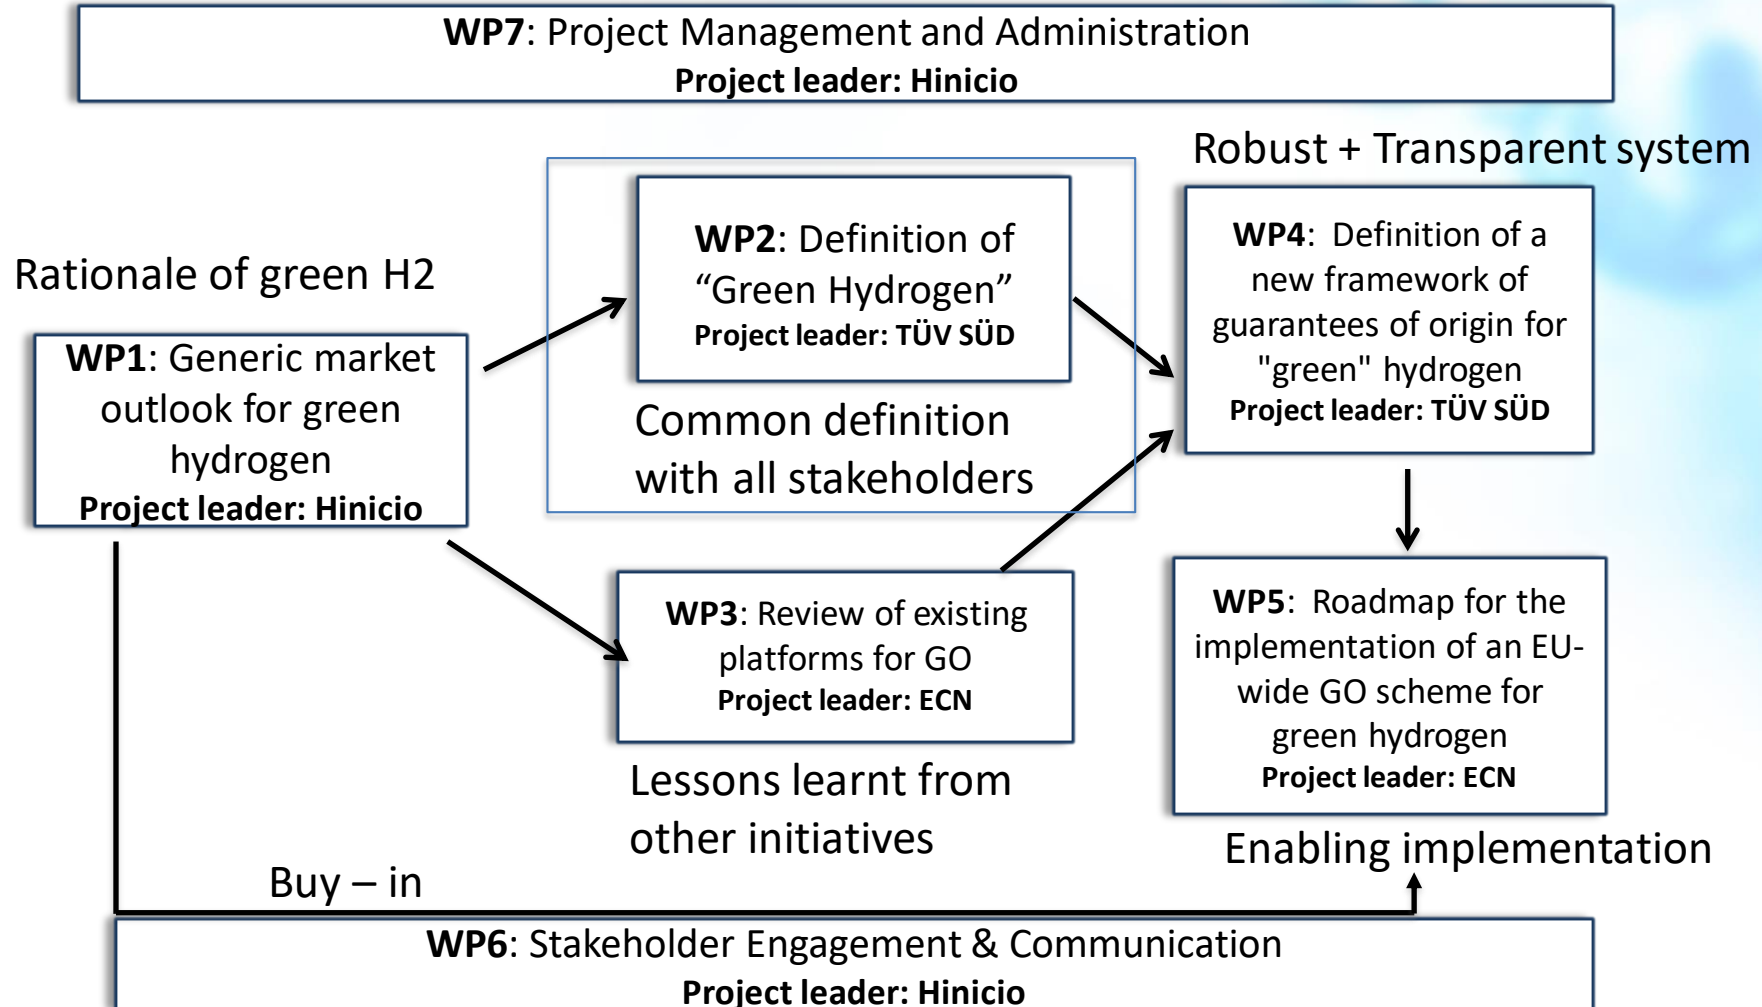 WP7: Project Management and Administration
Project leader: Hinicio
Robust + Transparent system
Rationale of green H2
WP1: Generic market
outlook for green
hydrogen
Project leader: Hinicio
WP2: Definition of
“Green Hydrogen”
Project leader: TÜV SÜD
Common definition
with all stakeholders
WP4:  Definition of a
new framework of
guarantees of origin for
"green" hydrogen
Project leader: TÜV SÜD
WP3: Review of existing
platforms for GO
Project leader: ECN
Lessons learnt from
other initiatives
WP5:  Roadmap for the
implementation of an EU-
wide GO scheme for
green hydrogen
Project leader: ECN
Enabling implementation
Buy – in
WP6: Stakeholder Engagement & Communication
Project leader: Hinicio